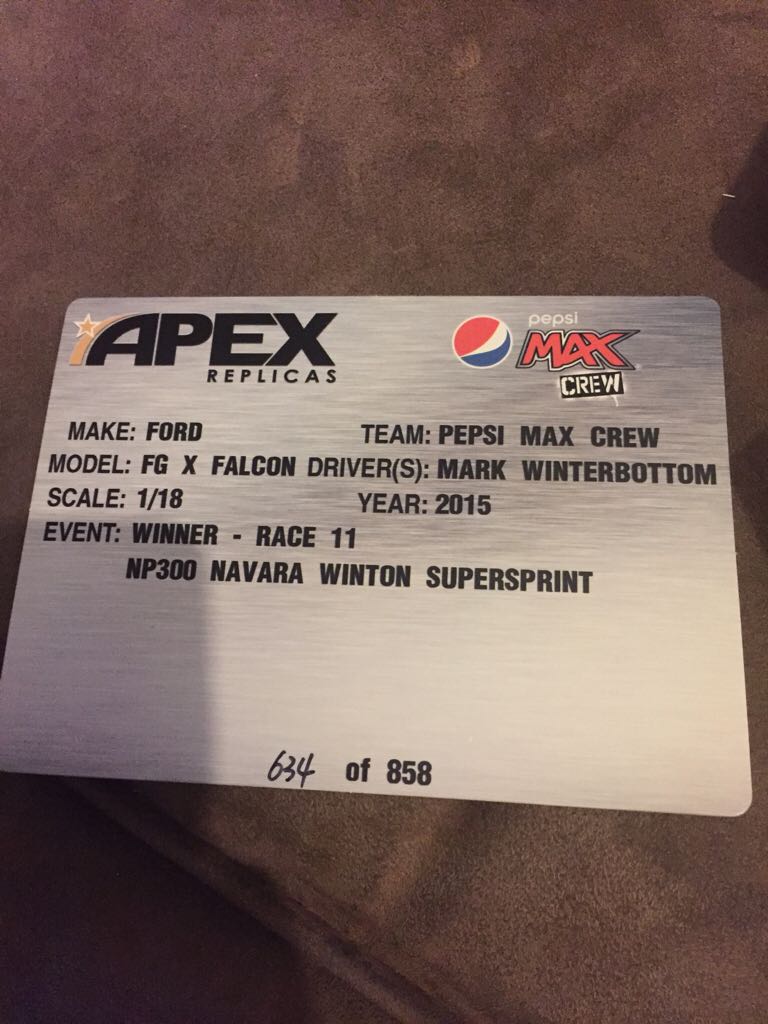 APEX
REPLICAS
pepsi
MAX
CREW
MAKE: FORD TEAM: PEPSI MAX CREW
MODEL: FG X FALCON DRIVER(S): MARK WINTERBOTTOM
SCALE: 1/18 YEAR: 2015
EVENT: WINNER - RACE 11
NP300 NAVARA WINTON SUPERSPRINT
634 of 858